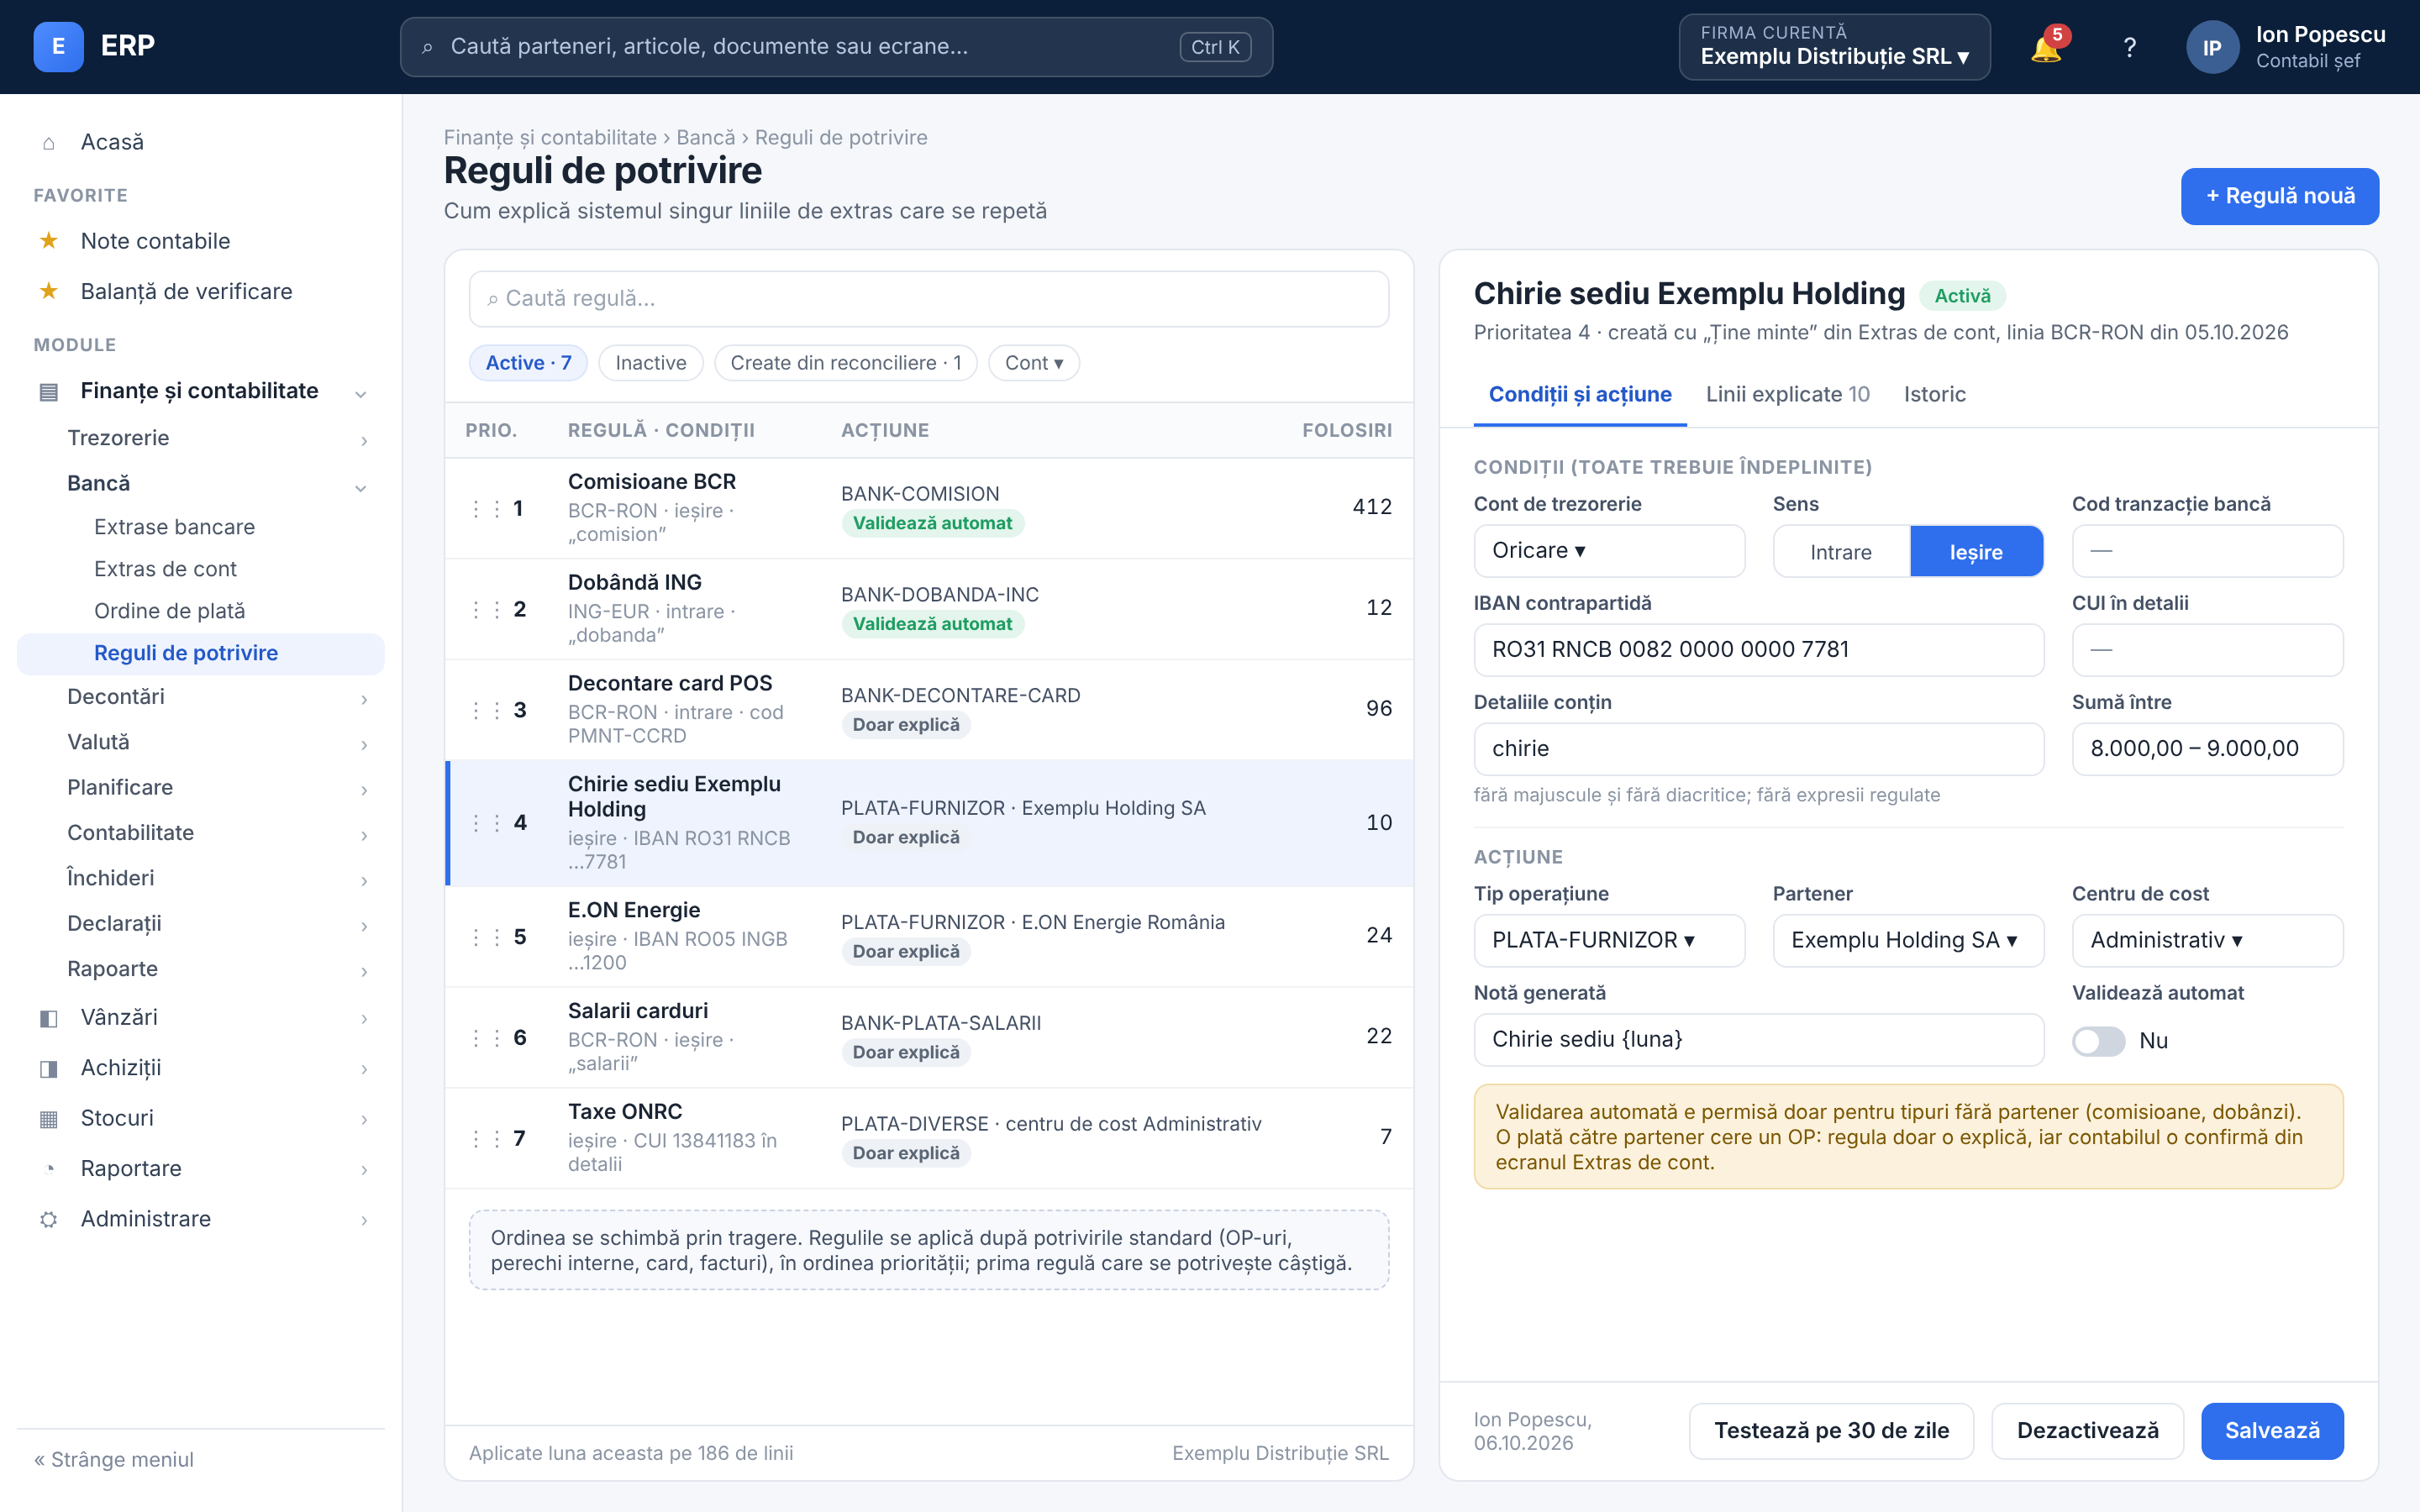 E ERP
Caută parteneri, articole, documente sau ecrane... Ctrl K
FIRMA CURENTĂ
Exemplu Distribuție SRL ▾
5
?
IP
Ion Popescu
Contabil șef
Acasă
FAVORITE
Note contabile
Balanță de verificare
MODULE
Finanțe și contabilitate
Trezorerie
Bancă
Extrase bancare
Extras de cont
Ordine de plată
Reguli de potrivire
Decontări
Valută
Planificare
Contabilitate
Închideri
Declarații
Rapoarte
Vânzări
Achiziții
Stocuri
Raportare
Administrare
« Strânge meniul
Finanțe și contabilitate › Bancă › Reguli de potrivire
Reguli de potrivire
Cum explică sistemul singur liniile de extras care se repetă
+ Regulă nouă
Caută regulă...
Active · 7 Inactive Create din reconciliere · 1 Cont ▾
PRIO. REGULĂ · CONDIȚII ACȚIUNE FOLOSIRI
1
Comisioane BCR
BCR-RON · ieșire ·
„comision”
BANK-COMISION
Validează automat
412
2
Dobândă ING
ING-EUR · intrare ·
„dobanda”
BANK-DOBANDA-INC
Validează automat
12
3
Decontare card POS
BCR-RON · intrare · cod
PMNT-CCRD
BANK-DECONTARE-CARD
Doar explică
96
4
Chirie sediu Exemplu
Holding
ieșire · IBAN RO31 RNCB
...7781
PLATA-FURNIZOR · Exemplu Holding SA
Doar explică
10
5
E.ON Energie
ieșire · IBAN RO05 INGB
...1200
PLATA-FURNIZOR · E.ON Energie România
Doar explică
24
6
Salarii carduri
BCR-RON · ieșire ·
„salarii”
BANK-PLATA-SALARII
Doar explică
22
7
Taxe ONRC
ieșire · CUI 13841183 în
detalii
PLATA-DIVERSE · centru de cost Administrativ
Doar explică
7
Ordinea se schimbă prin tragere. Regulile se aplică după potrivirile standard (OP-uri,
perechi interne, card, facturi), în ordinea priorității; prima regulă care se potrivește câștigă.
Aplicate luna aceasta pe 186 de linii Exemplu Distribuție SRL
Chirie sediu Exemplu Holding Activă
Prioritatea 4 · creată cu „Ține minte” din Extras de cont, linia BCR-RON din 05.10.2026
Condiții și acțiune Linii explicate 10 Istoric
CONDIȚII (TOATE TREBUIE ÎNDEPLINITE)
Cont de trezorerie Sens Cod tranzacție bancă
Oricare ▾ Intrare Ieșire —
IBAN contrapartidă CUI în detalii
RO31 RNCB 0082 0000 0000 7781 —
Detaliile conțin Sumă între
chirie 8.000,00 – 9.000,00
fără majuscule și fără diacritice; fără expresii regulate
ACȚIUNE
Tip operațiune Partener Centru de cost
PLATA-FURNIZOR ▾ Exemplu Holding SA ▾ Administrativ ▾
Notă generată Validează automat
Chirie sediu {luna} Nu
Validarea automată e permisă doar pentru tipuri fără partener (comisioane, dobânzi).
O plată către partener cere un OP: regula doar o explică, iar contabilul o confirmă din
ecranul Extras de cont.
Ion Popescu,
06.10.2026
Testează pe 30 de zile Dezactivează Salvează